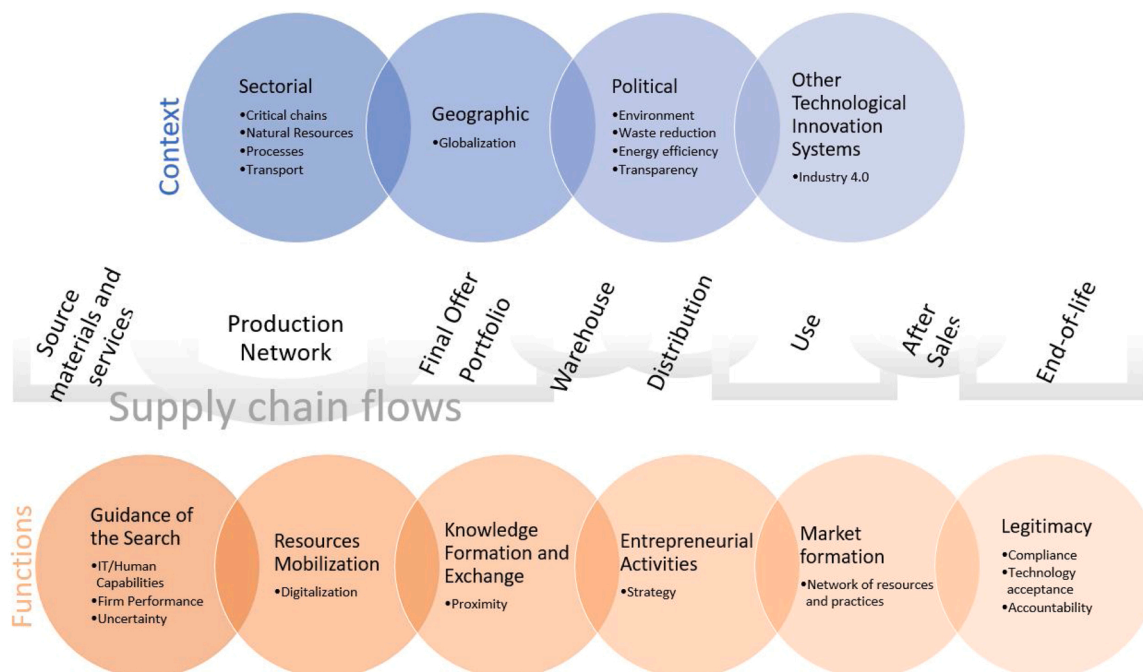 Context
Sectorial
•Critical chains
•Natural Resources
•Processes
•Transport
Geographic
•Globalization
Political
•Environment
•Waste reduction
•Energy efficiency
•Transparency
Other
Technological
Innovation
Systems
•Industry 4.0
Source
materials and
services
Production
Network
Final Offer
Portfolio
Warehouse
Distribution
Use
After
Sales
End-of-life
Supply chain flows
Functions
Guidance of
the Search
•IT/Human
Capabilities
•Firm Performance
•Uncertainty
Resources
Mobilization
•Digitalization
Knowledge
Formation and
Exchange
•Proximity
Entrepreneurial
Activities
•Strategy
Market
formation
•Network of resources
and practices
Legitimacy
•Compliance
•Technology
acceptance
•Accountability